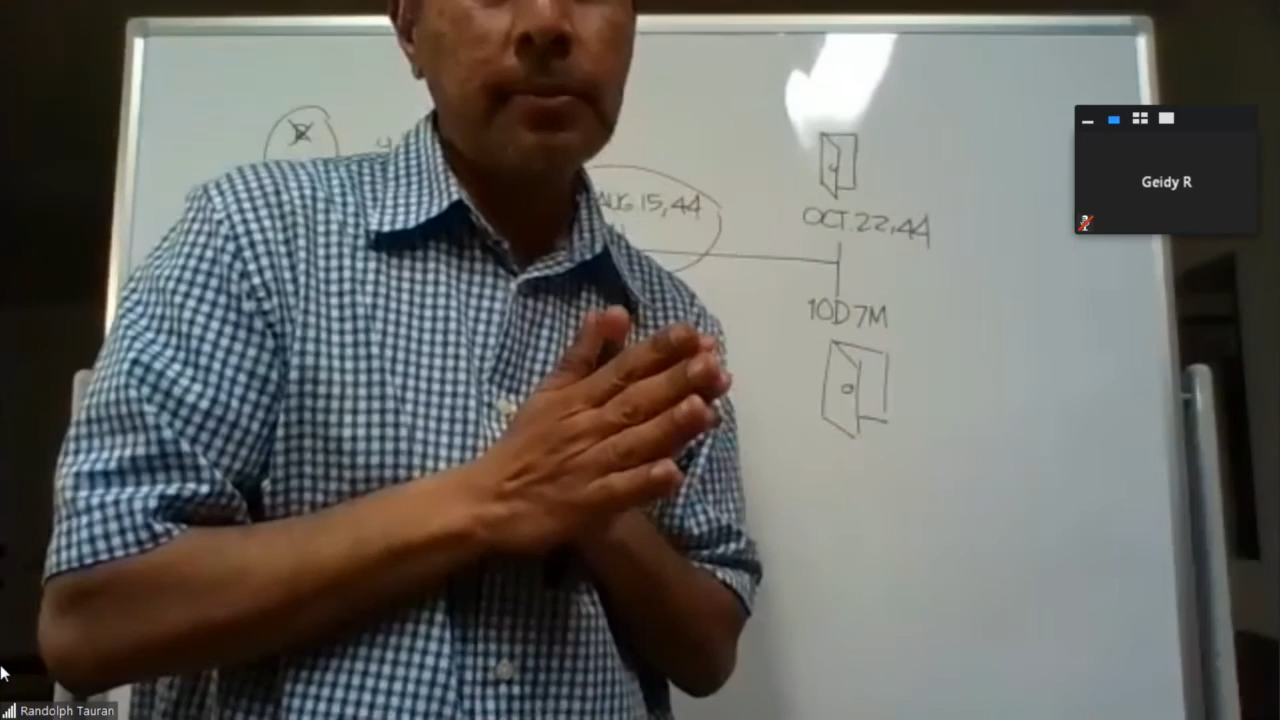 AUG.15,44
OCT.22,44
10D7M
Geidy R
Randolph Tauran